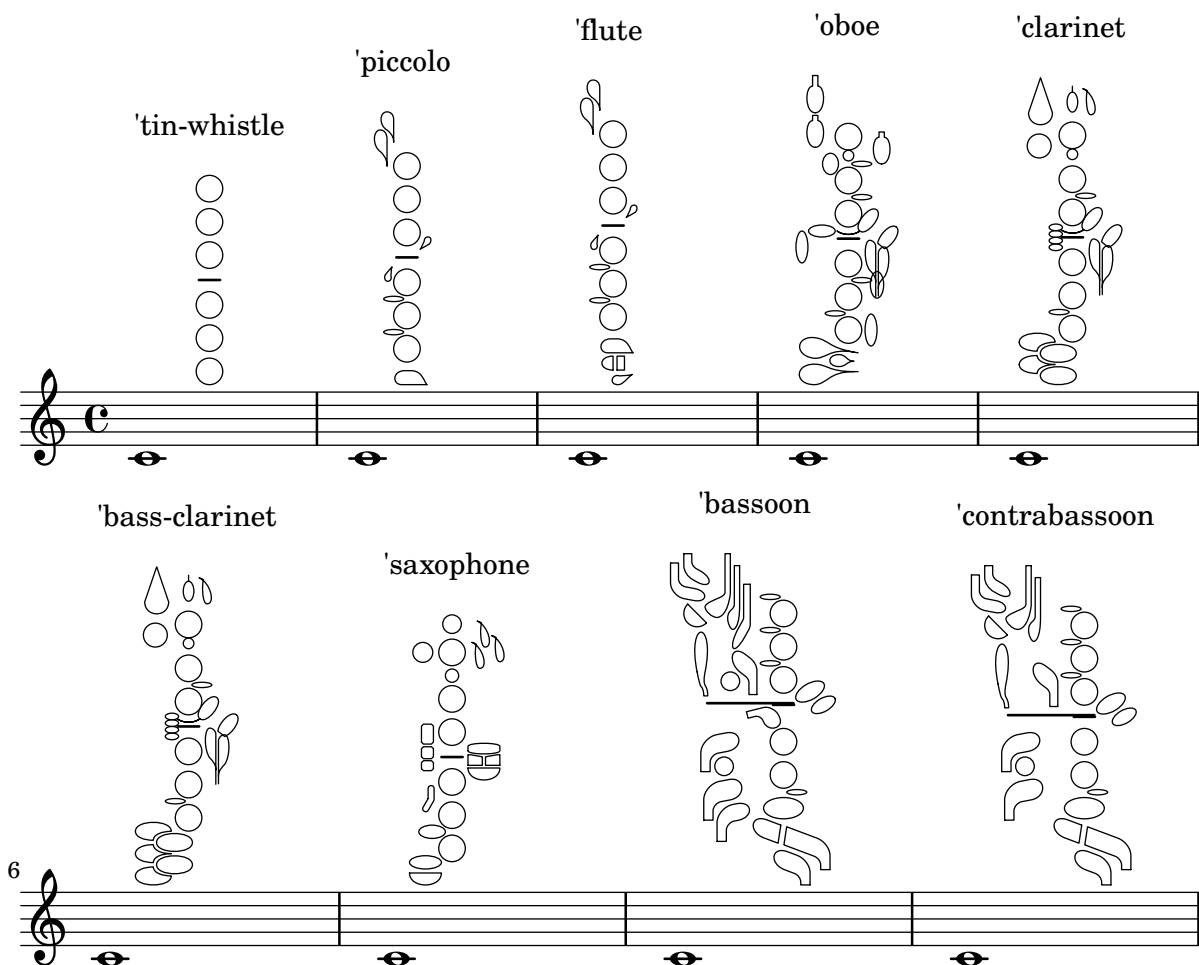 'tin-whistle
'piccolo
'flute
'oboe
'clarinet
'bass-clarinet
'saxophone
'bassoon
'contrabassoon
6